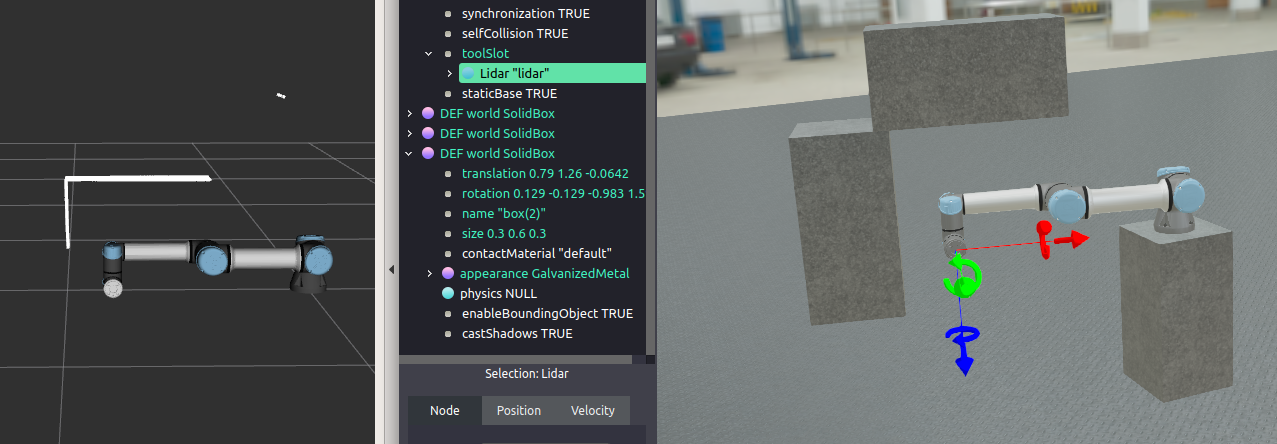 synchronization TRUE
selfCollision TRUE
toolSlot
Lidar "lidar"
staticBase TRUE
DEF world SolidBox
DEF world SolidBox
DEF world SolidBox
translation 0.79 1.26 -0.0642
rotation 0.129 -0.129 -0.983 1.5
name "box(2)"
size 0.3 0.6 0.3
contactMaterial "default"
appearance GalvanizedMetal
physics NULL
enableBoundingObject TRUE
castShadows TRUE
Selection: Lidar
Node Position Velocity